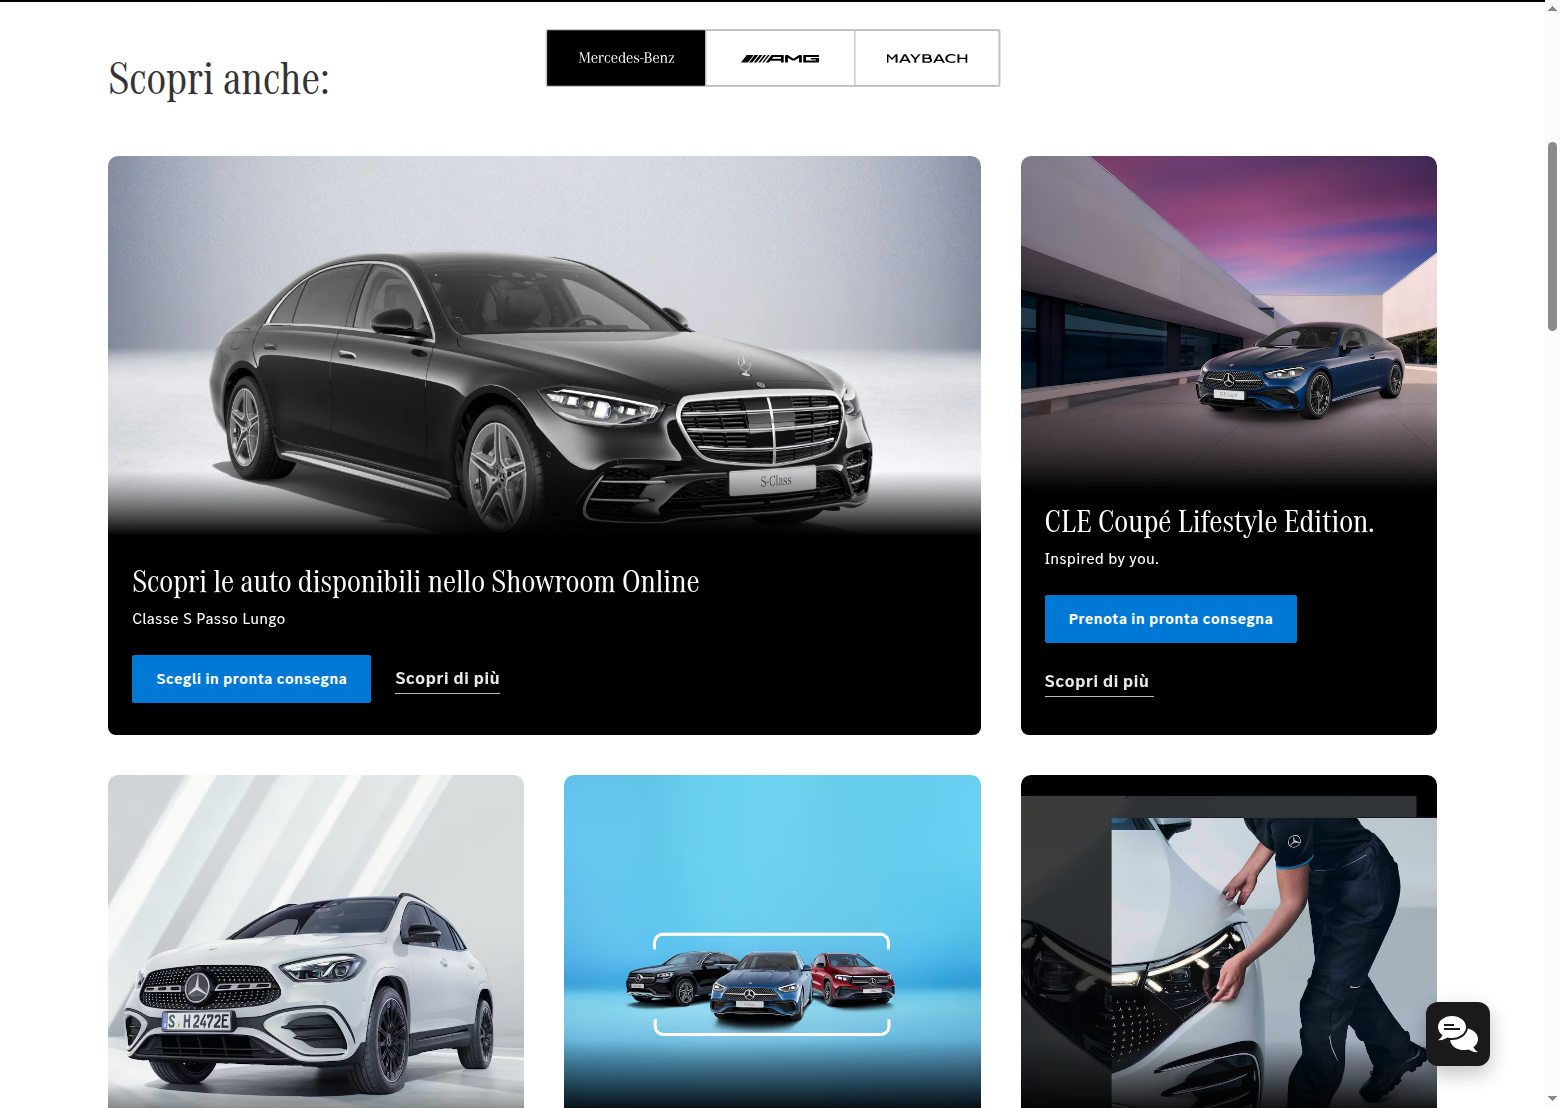 Scopri anche:
Mercedes-Benz
AMG
MAYBACH
S-Class
Scopri le auto disponibili nello Showroom Online
Classe S Passo Lungo
Scegli in pronta consegna
Scopri di più
CLE Coupé Lifestyle Edition.
Inspired by you.
Prenota in pronta consegna
Scopri di più
S H 2472E